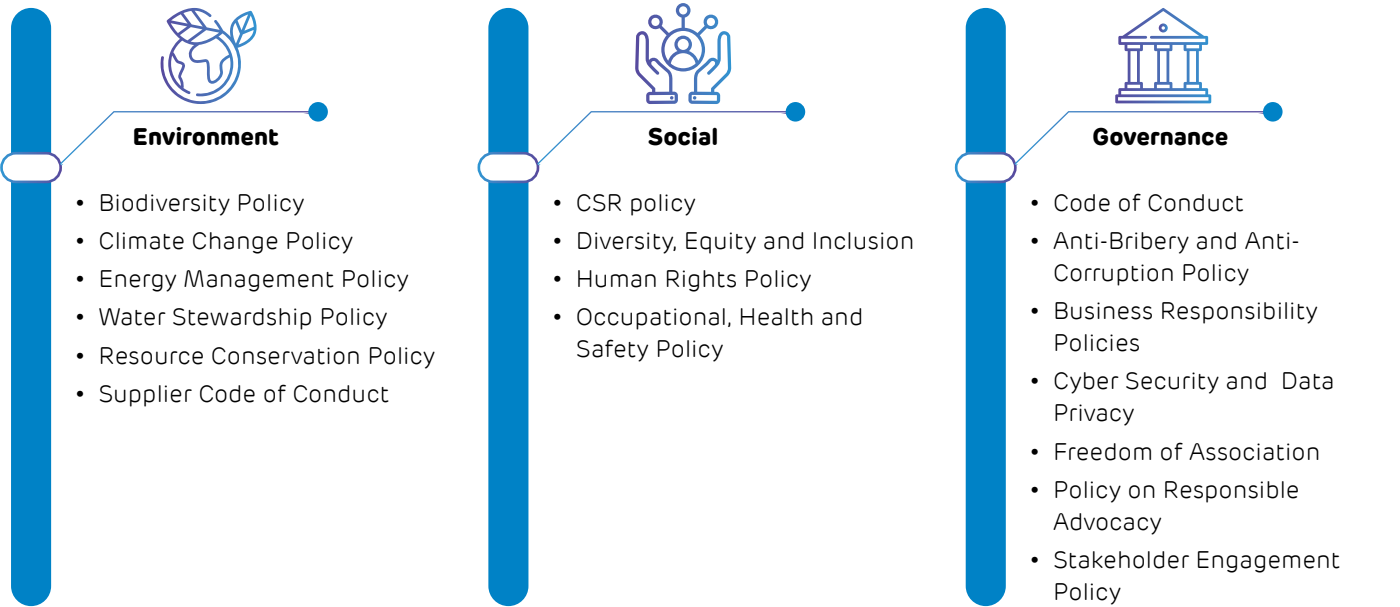 Environment
• Biodiversity Policy
• Climate Change Policy
• Energy Management Policy
• Water Stewardship Policy
• Resource Conservation Policy
• Supplier Code of Conduct
Social
• CSR policy
• Diversity, Equity and Inclusion
• Human Rights Policy
• Occupational, Health and
Safety Policy
Governance
• Code of Conduct
• Anti-Bribery and Anti-
Corruption Policy
• Business Responsibility
Policies
• Cyber Security and  Data
Privacy
• Freedom of Association
• Policy on Responsible
Advocacy
• Stakeholder Engagement
Policy